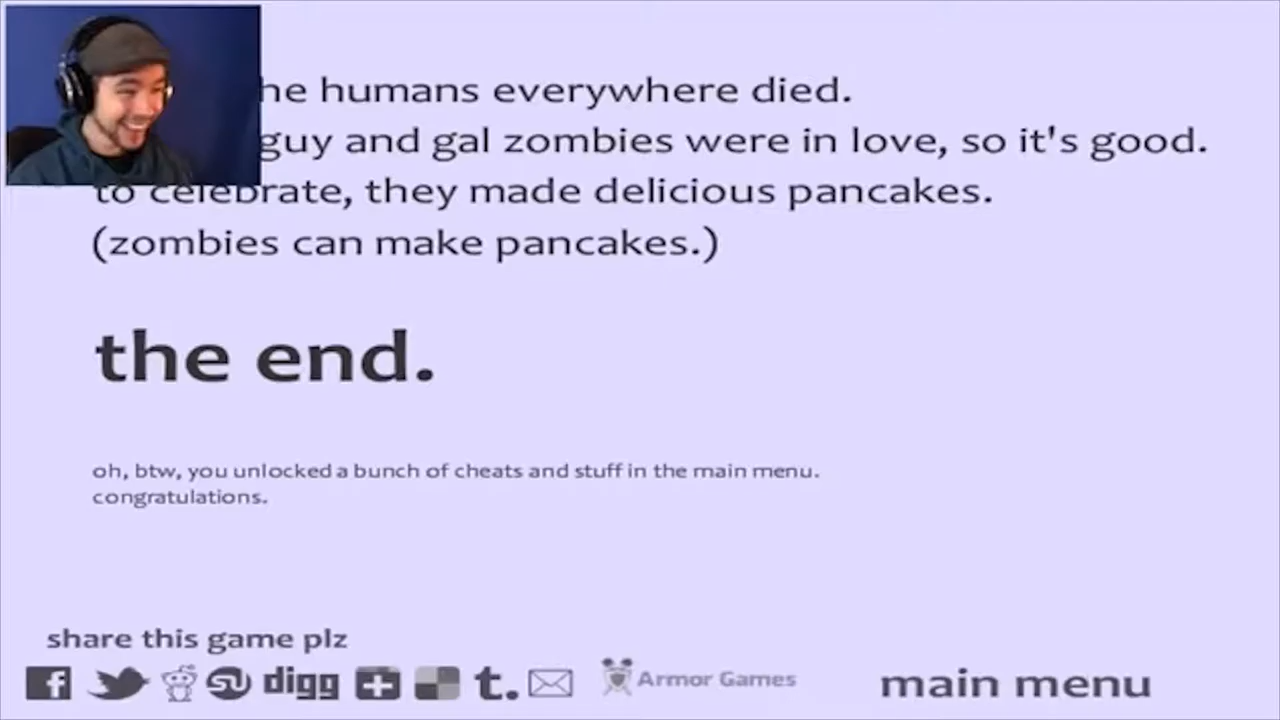 humans everywhere died.
guy and gal zombies were in love, so it's good.
to celebrate, they made delicious pancakes.
(zombies can make pancakes.)
the end.
oh, btw, you unlocked a bunch of cheats and stuff in the main menu.
congratulations.
share this game plz
digg
t.
Armor Games
main menu